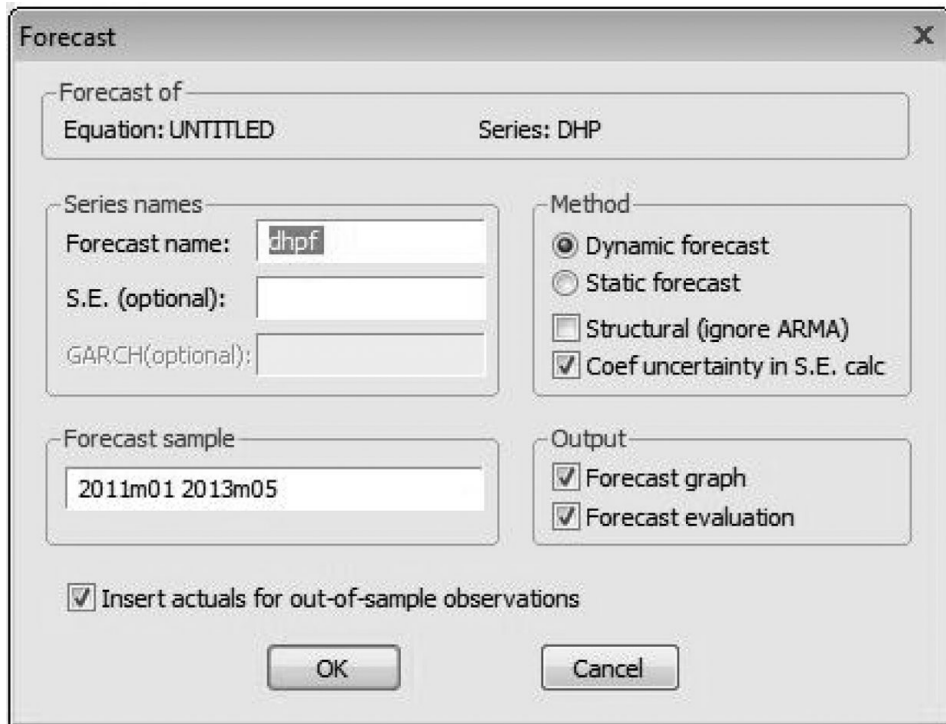 Forecast
X
Forecast of
Equation: UNTITLED
Series: DHP
Series names
Forecast name: dhpf
S.E. (optional):
GARCH(optional):
Method
Dynamic forecast
Static forecast
Structural (ignore ARMA)
Coef uncertainty in S.E. calc
Forecast sample
2011m01 2013m05
Output
Forecast graph
Forecast evaluation
Insert actuals for out-of-sample observations
OK
Cancel